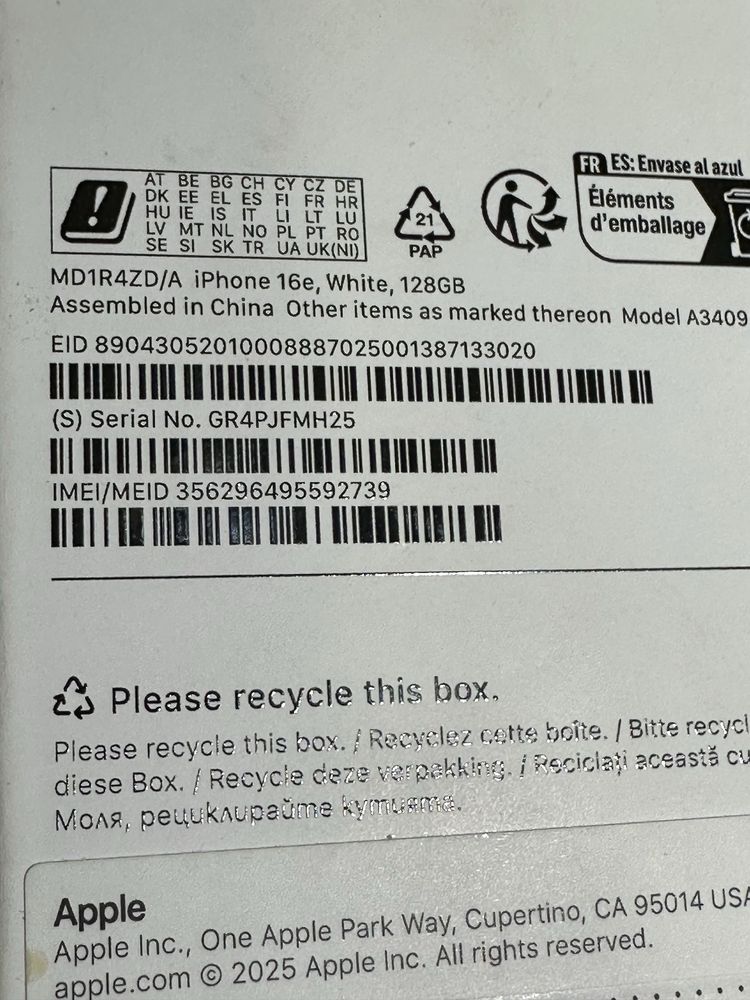 AT BE BG CH CY CZ DE
DK EE EL ES FI FR HR
HU IE IS IT LI LT LU
LV MT NL NO PL PT RO
SE SI SK TR UA UK(NI)
21
PAP
FR ES: Envase al azul
Éléments
d'emballage
MD1R4ZD/A iPhone 16e, White, 128GB
Assembled in China Other items as marked thereon Model A3409
EID 89043052010008887025001387133020
(S) Serial No. GR4PJFMH25
IMEI/MEID 356296495592739
Please recycle this box.
Please recycle this box. / Recyclez cette boîte. / Bitte recycl
diese Box. / Recycle deze verpakking. / Reciclați această cu
Моля, рециклирайте кутията.
Apple
Apple Inc., One Apple Park Way, Cupertino, CA 95014 USA
apple.com © 2025 Apple Inc. All rights reserved.